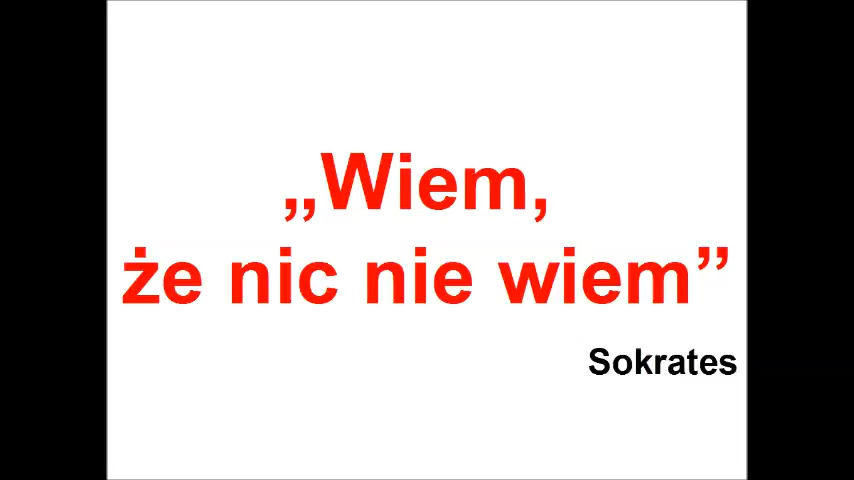 „Wiem,
że nic nie wiem”
Sokrates